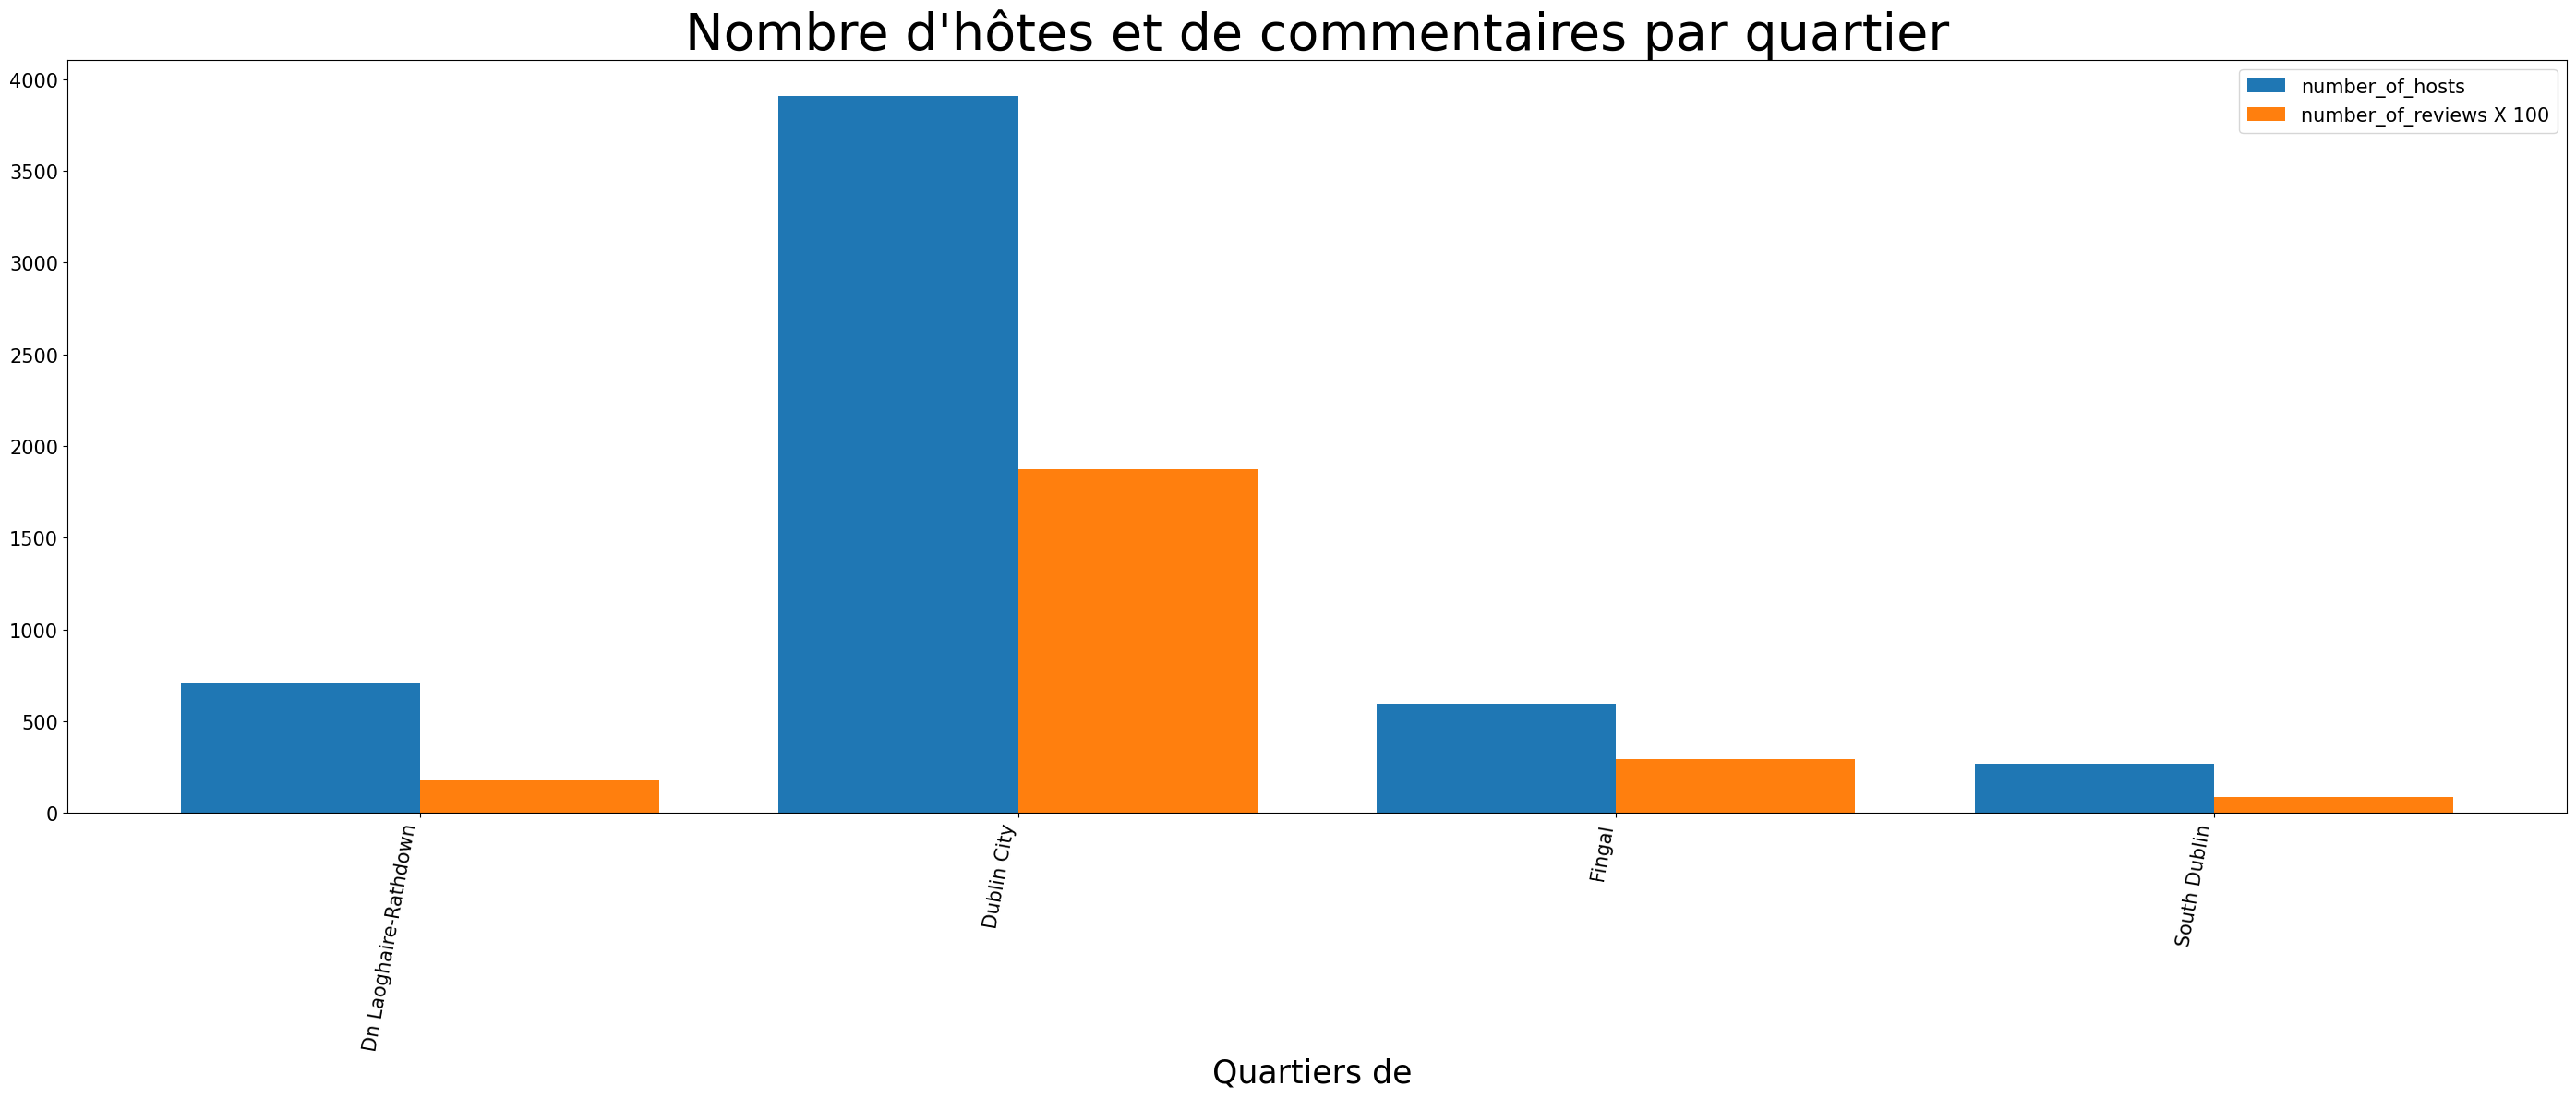 Nombre d'hôtes et de commentaires par quartier
number_of_hosts
number_of_reviews X 100
4000
3500
3000
2500
2000
1500
1000
500
0
Dn Laoghaire-Rathdown
Dublin City
Fingal
South Dublin
Quartiers de